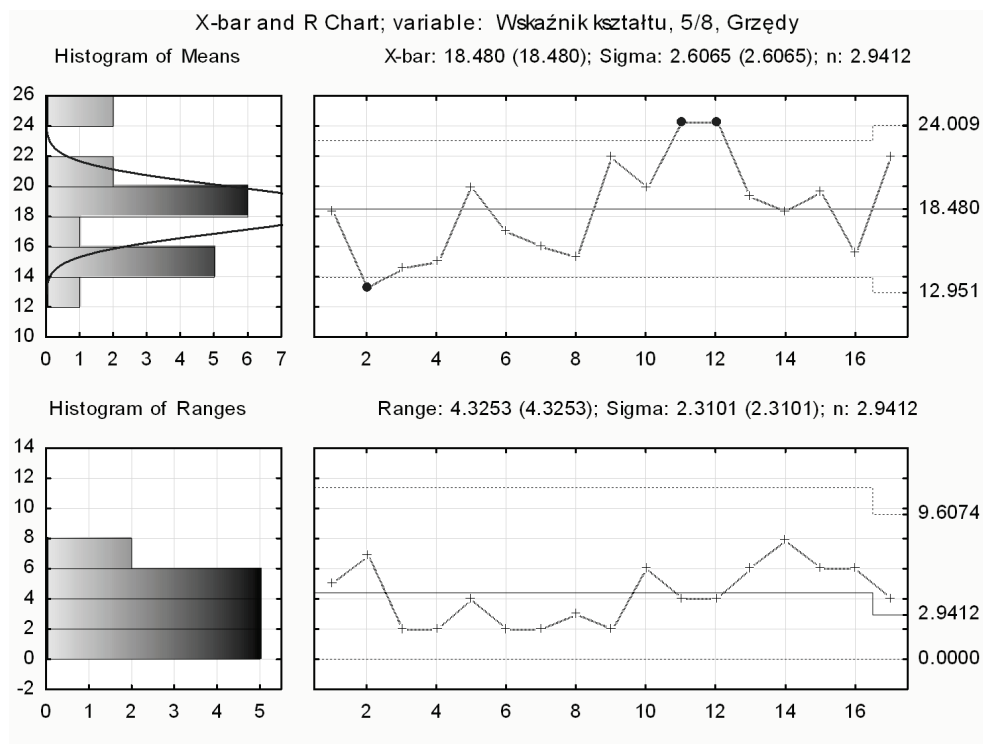 X-bar and R Chart; variable: Wskaźnik kształtu, 5/8, Grzędy
Histogram of Means
X-bar: 18.480 (18.480); Sigma: 2.6065 (2.6065); n: 2.9412
26
24
22
20
18
16
14
12
10
0 1 2 3 4 5 6 7
24.009
18.480
12.951
2 4 6 8 10 12 14 16
Histogram of Ranges
Range: 4.3253 (4.3253); Sigma: 2.3101 (2.3101); n: 2.9412
14
12
10
8
6
4
2
0
-2
0 1 2 3 4 5
9.6074
2.9412
0.0000
2 4 6 8 10 12 14 16